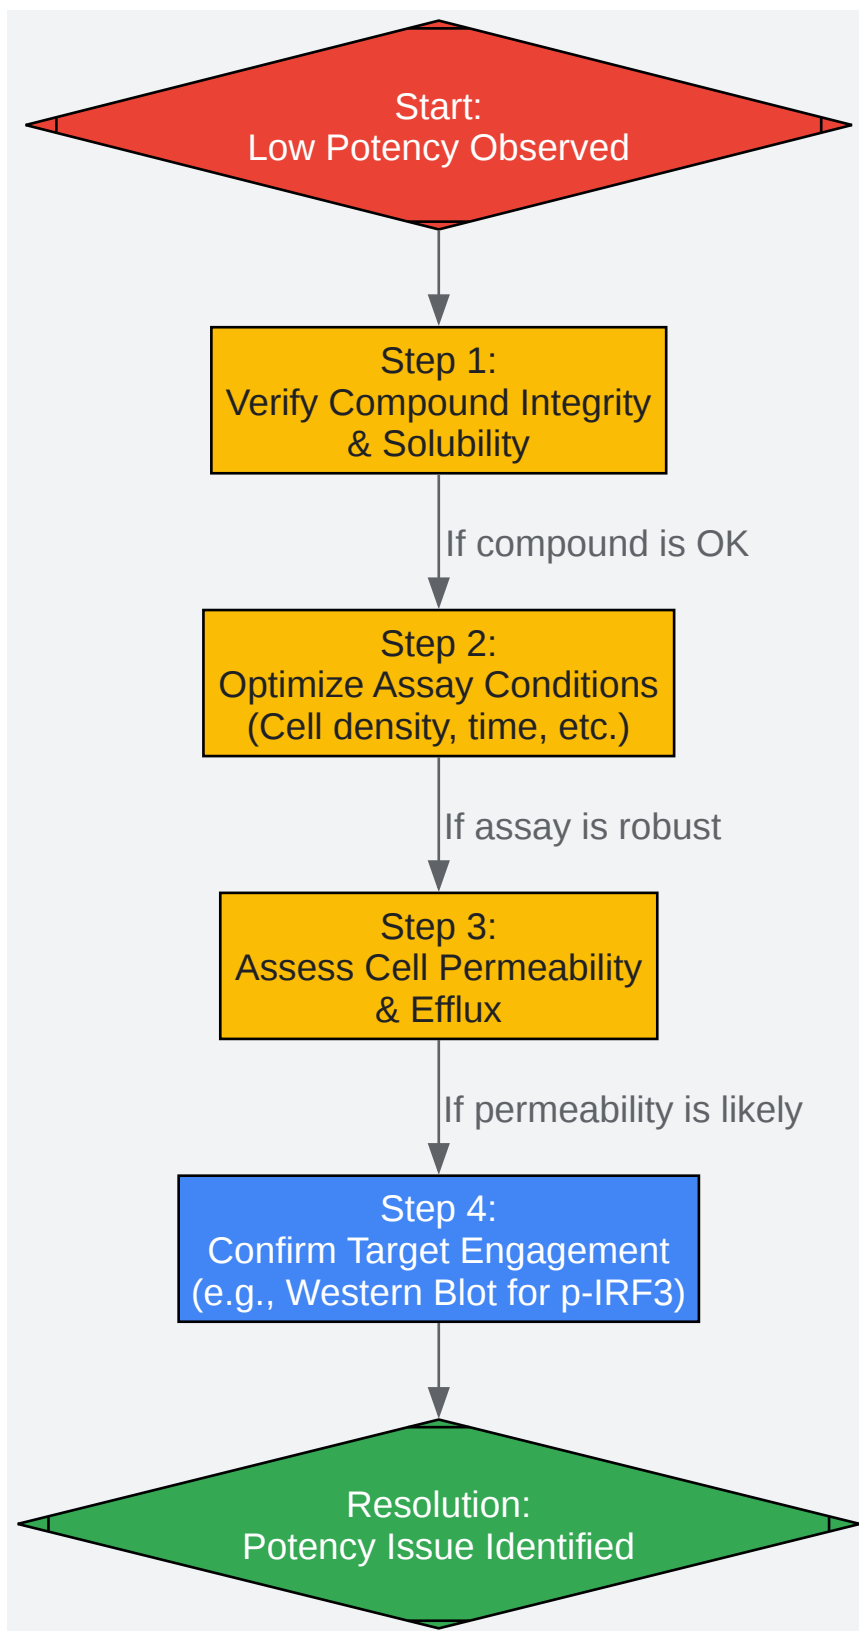 Start:
Low Potency Observed
Step 1:
Verify Compound Integrity
& Solubility
If compound is OK
Step 2:
Optimize Assay Conditions
(Cell density, time, etc.)
If assay is robust
Step 3:
Assess Cell Permeability
& Efflux
If permeability is likely
Step 4:
Confirm Target Engagement
(e.g., Western Blot for p-IRF3)
Resolution:
Potency Issue Identified